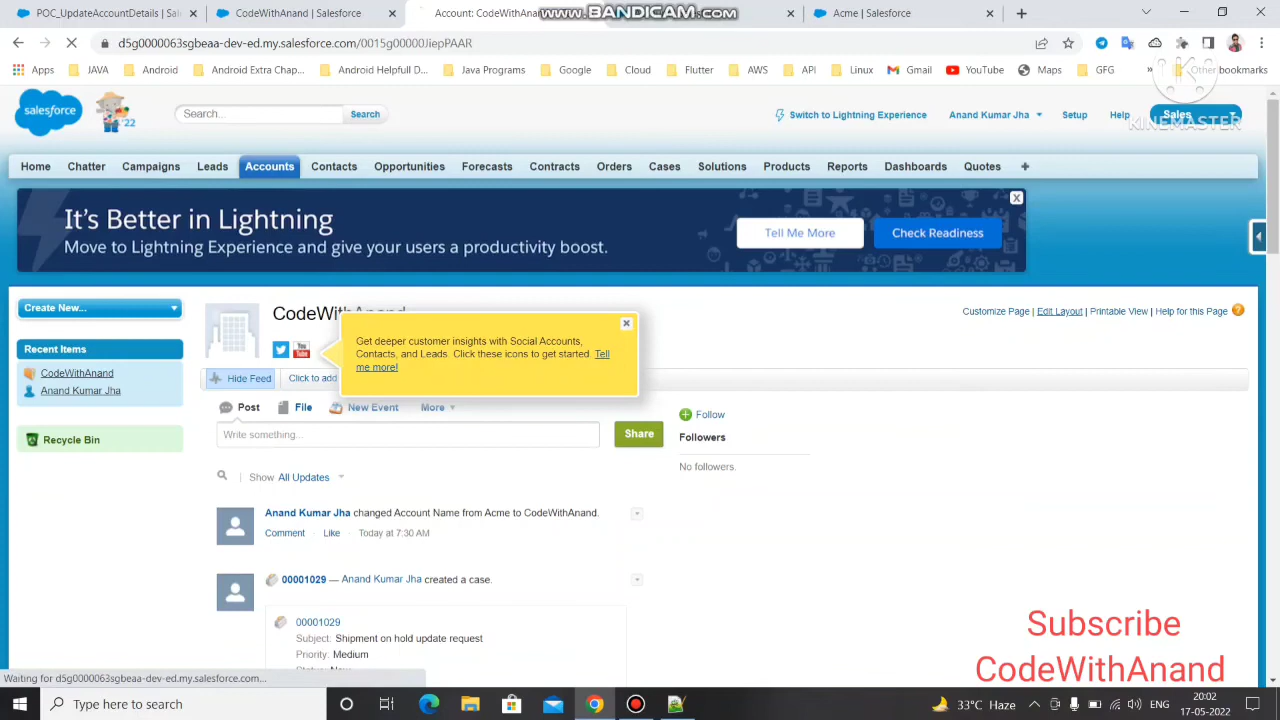 POC_UpdateAccountDetails | Sal
Account | Salesforce
Account: CodeWith
www.BANDICAM.com
Acme | Salesforce
d5g0000063sgbeaa-dev-ed.my.salesforce.com/0015g00000JiepPAAR
Apps
JAVA
Android
Android Extra Chap...
Android Helpfull D...
Java Programs
Google
Cloud
Flutter
AWS
API
Linux
Gmail
YouTube
Maps
GFG
»
Other bookmarks
salesforce
'22
Search...
Search
Switch to Lightning Experience
Anand Kumar Jha
Setup
Help
Sales
KINEMASTER
Home
Chatter
Campaigns
Leads
Accounts
Contacts
Opportunities
Forecasts
Contracts
Orders
Cases
Solutions
Products
Reports
Dashboards
Quotes
+
It's Better in Lightning
Move to Lightning Experience and give your users a productivity boost.
Tell Me More
Check Readiness
Create New...
Recent Items
CodeWithAnand
Anand Kumar Jha
Recycle Bin
CodeWithAnand
Customize Page | Edit Layout | Printable View | Help for this Page
You Tube
Get deeper customer insights with Social Accounts,
Contacts, and Leads. Click these icons to get started. Tell
me more!
Hide Feed
Click to add
Post
File
New Event
More
Write something...
Share
Follow
Followers
No followers.
Show All Updates
Anand Kumar Jha changed Account Name from Acme to CodeWithAnand.
Comment · Like · Today at 7:30 AM
00001029 — Anand Kumar Jha created a case.
00001029
Subject: Shipment on hold update request
Priority: Medium
Status: New
Subscribe
CodeWithAnand
Waiting for d5g0000063sgbeaa-dev-ed.my.salesforce.com...
Type here to search
33°C Haze
20:02
17-05-2022